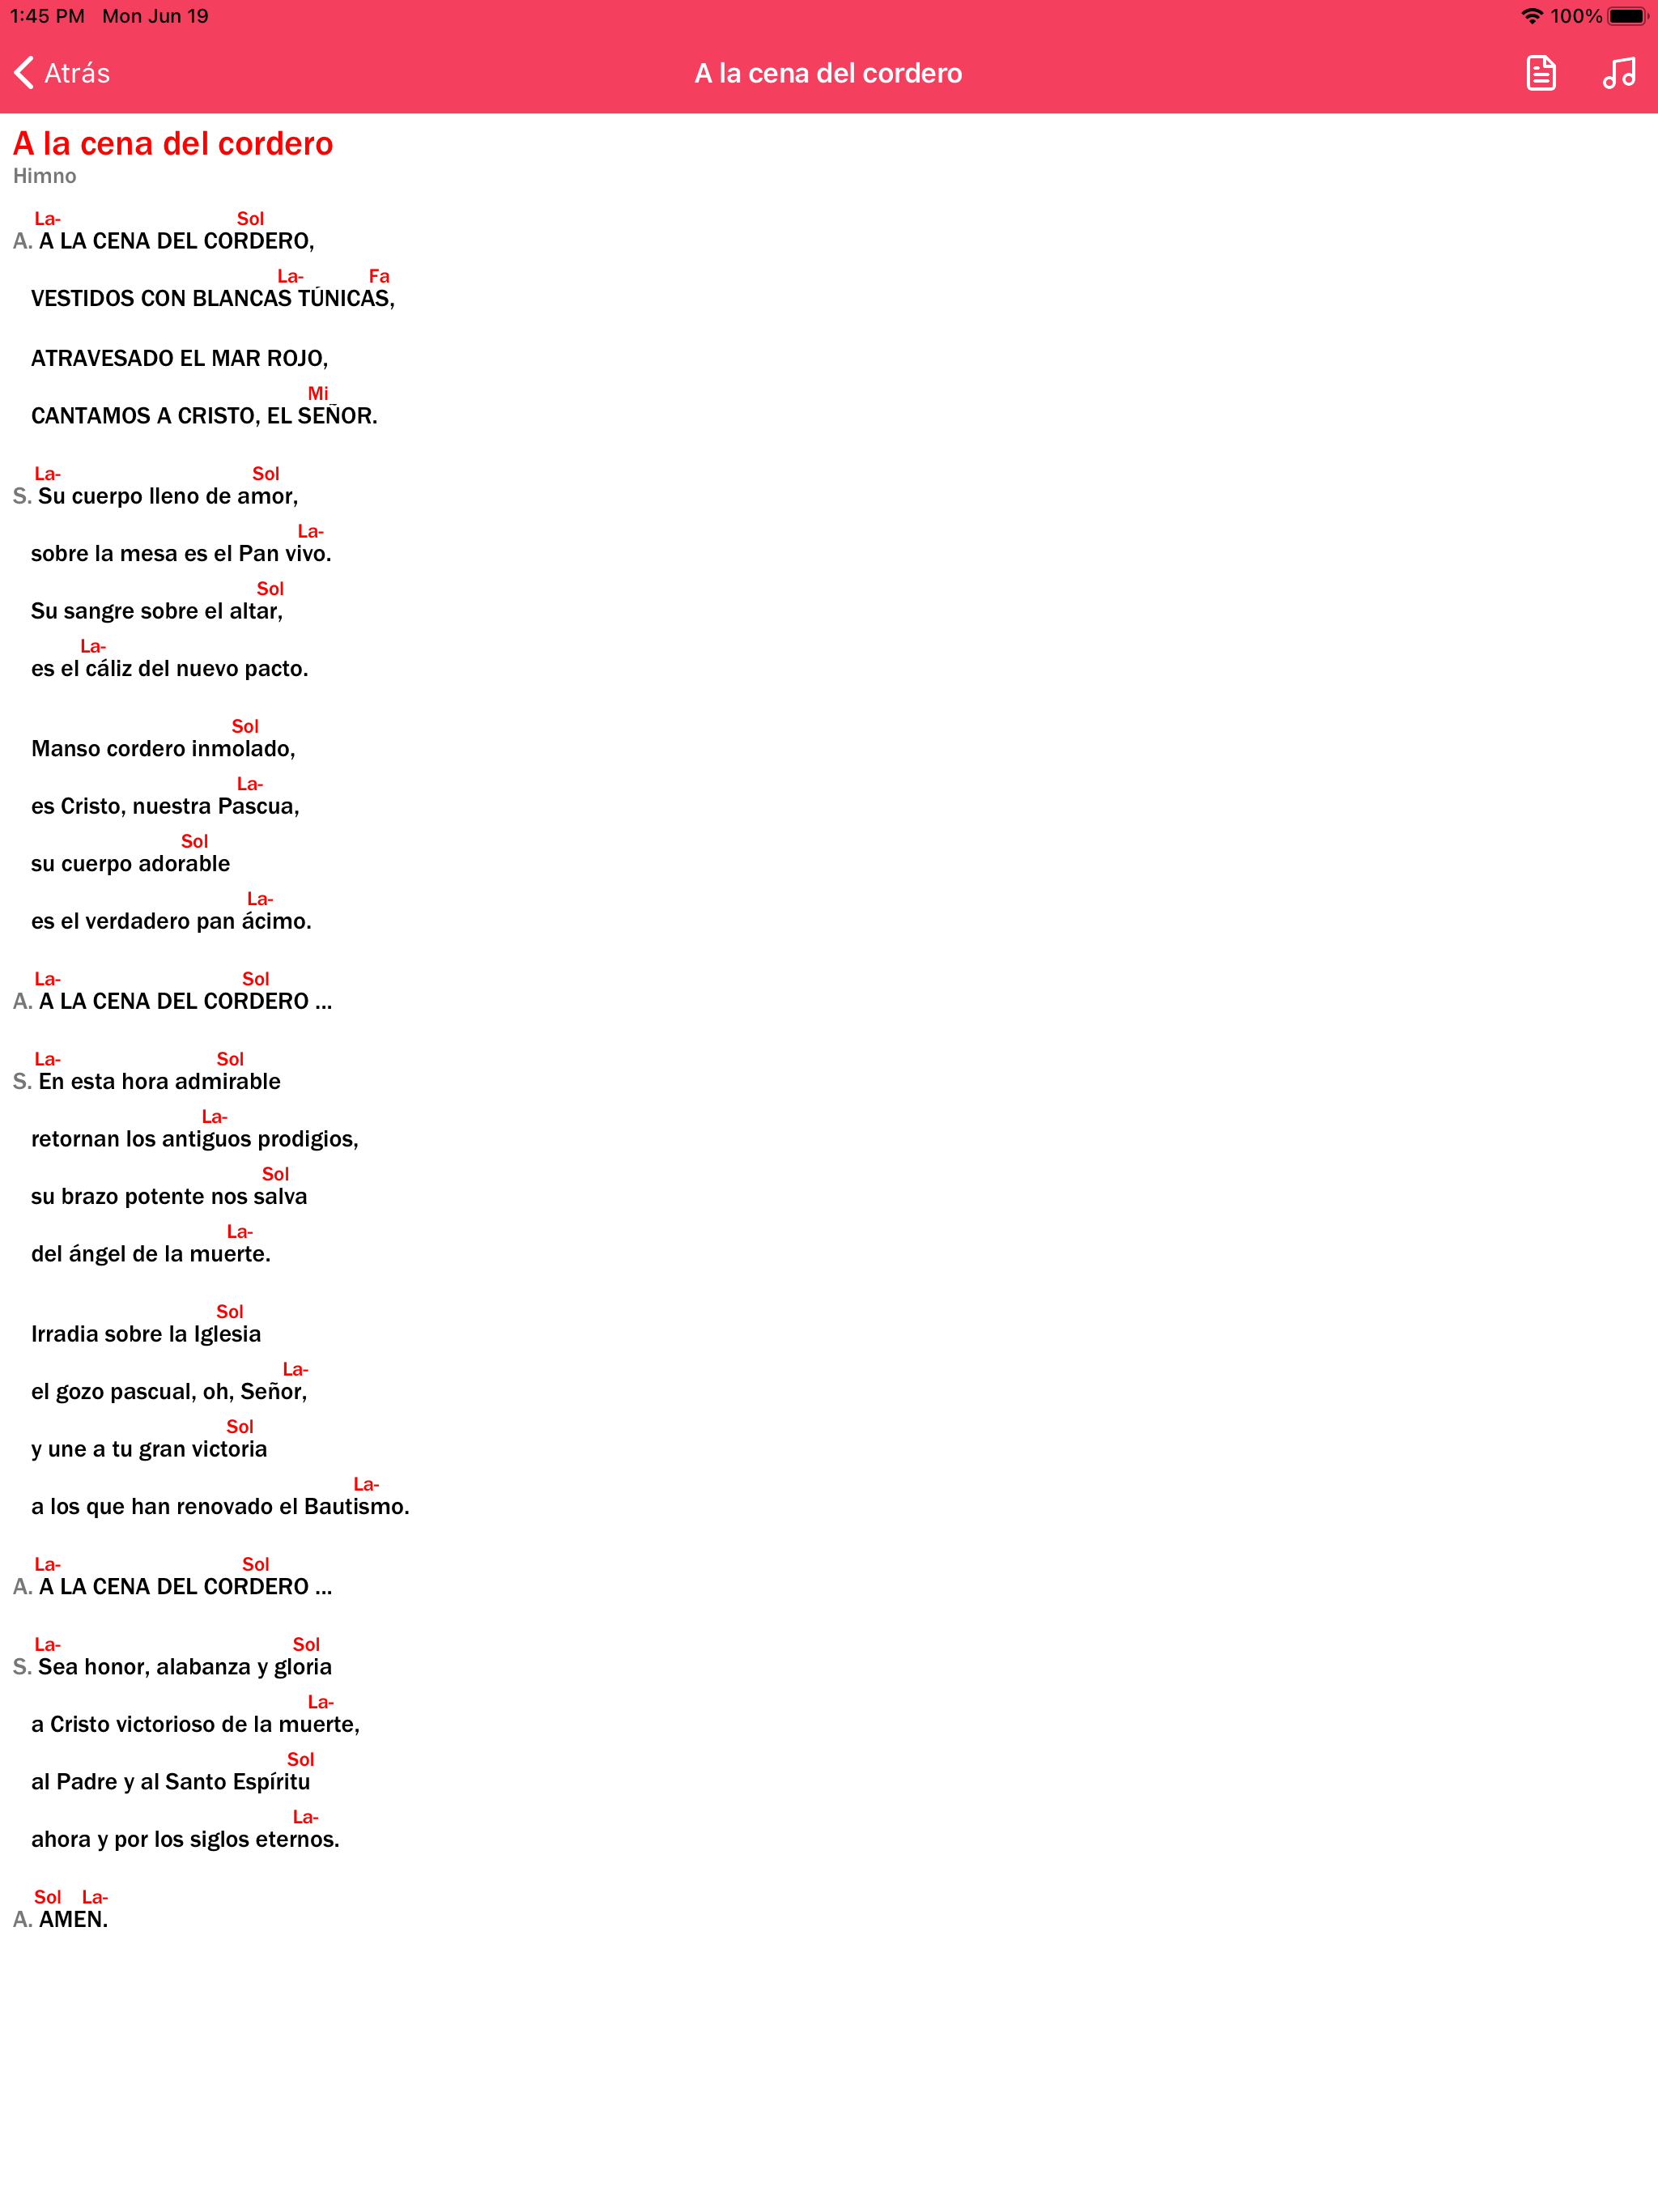 1:45 PM Mon Jun 19 100%
Atrás A la cena del cordero
A la cena del cordero
Himno
La- Sol
A. A LA CENA DEL CORDERO,
La- Fa
VESTIDOS CON BLANCAS TÚNICAS,
ATRAVESADO EL MAR ROJO,
Mi
CANTAMOS A CRISTO, EL SEÑOR.
La- Sol
S. Su cuerpo lleno de amor,
La-
sobre la mesa es el Pan vivo.
Sol
Su sangre sobre el altar,
La-
es el cáliz del nuevo pacto.
Sol
Manso cordero inmolado,
La-
es Cristo, nuestra Pascua,
Sol
su cuerpo adorable
La-
es el verdadero pan ácimo.
La- Sol
A. A LA CENA DEL CORDERO ...
La- Sol
S. En esta hora admirable
La-
retornan los antiguos prodigios,
Sol
su brazo potente nos salva
La-
del ángel de la muerte.
Sol
Irradia sobre la Iglesia
La-
el gozo pascual, oh, Señor,
Sol
y une a tu gran victoria
La-
a los que han renovado el Bautismo.
La- Sol
A. A LA CENA DEL CORDERO ...
La- Sol
S. Sea honor, alabanza y gloria
La-
a Cristo victorioso de la muerte,
Sol
al Padre y al Santo Espíritu
La-
ahora y por los siglos eternos.
Sol La-
A. AMEN.